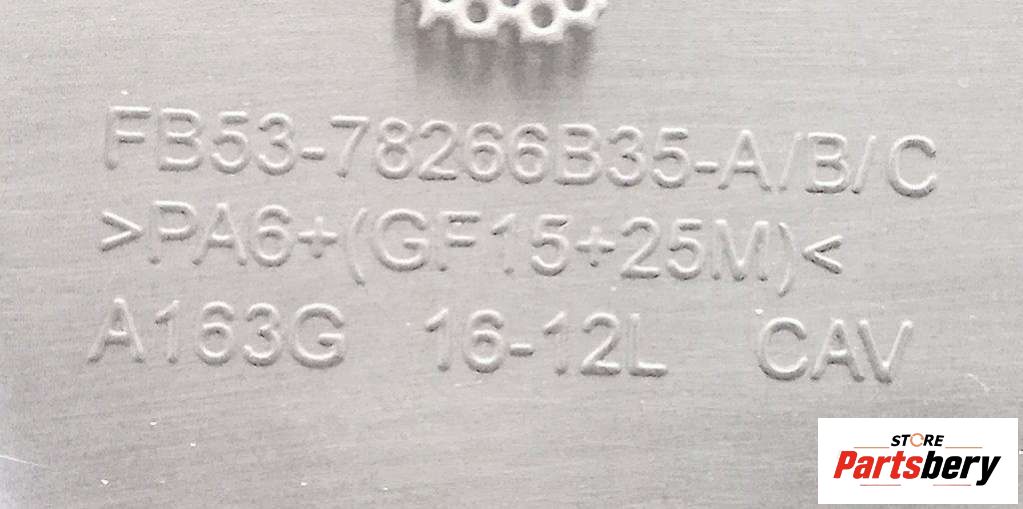 FB53-78266B35-A/B/C
>PA6+(GF15+25M)<
A163G 16-12L CAV
STORE
Partsbery